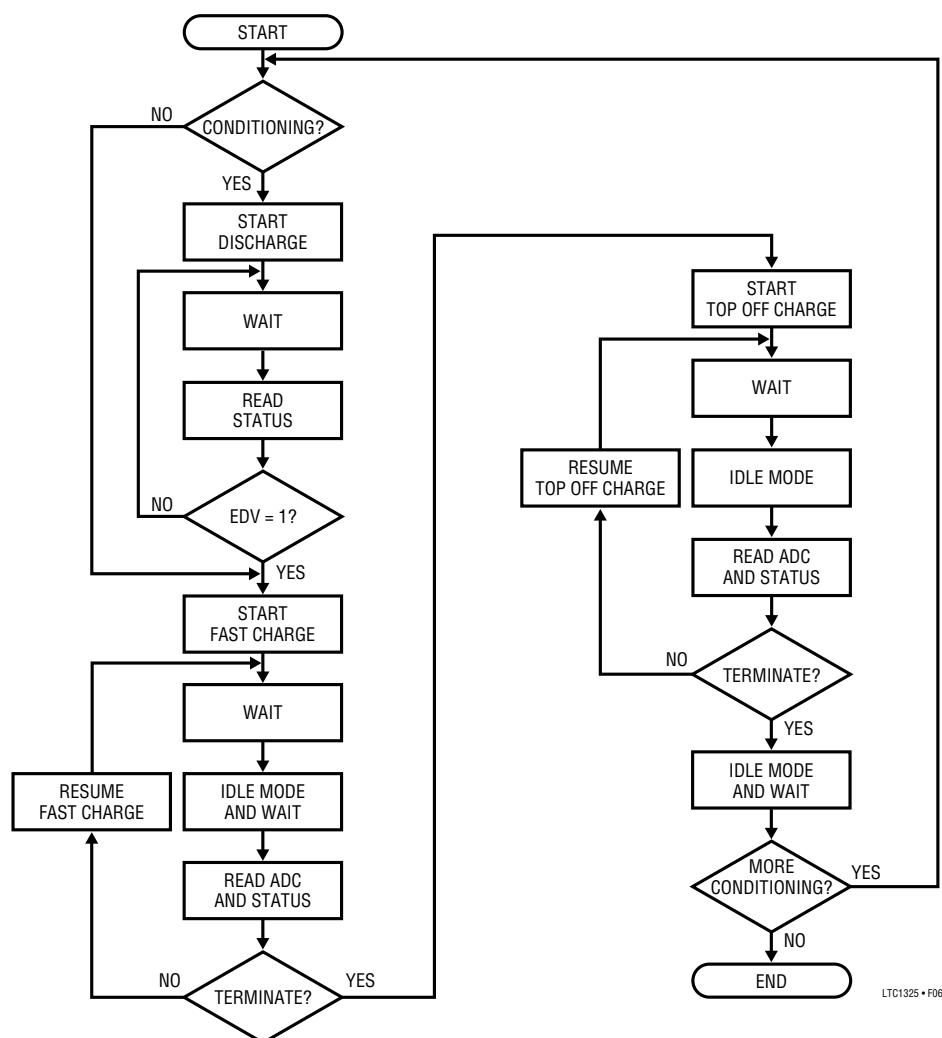 START
NO
CONDITIONING?
YES
START
DISCHARGE
WAIT
READ
STATUS
NO
EDV = 1?
YES
START
FAST CHARGE
WAIT
RESUME
FAST CHARGE
IDLE MODE
AND WAIT
READ ADC
AND STATUS
NO
TERMINATE?
YES
START
TOP OFF CHARGE
WAIT
RESUME
TOP OFF CHARGE
IDLE MODE
READ ADC
AND STATUS
NO
TERMINATE?
YES
IDLE MODE
AND WAIT
MORE
CONDITIONING?
YES
NO
END
LTC1325 • F06